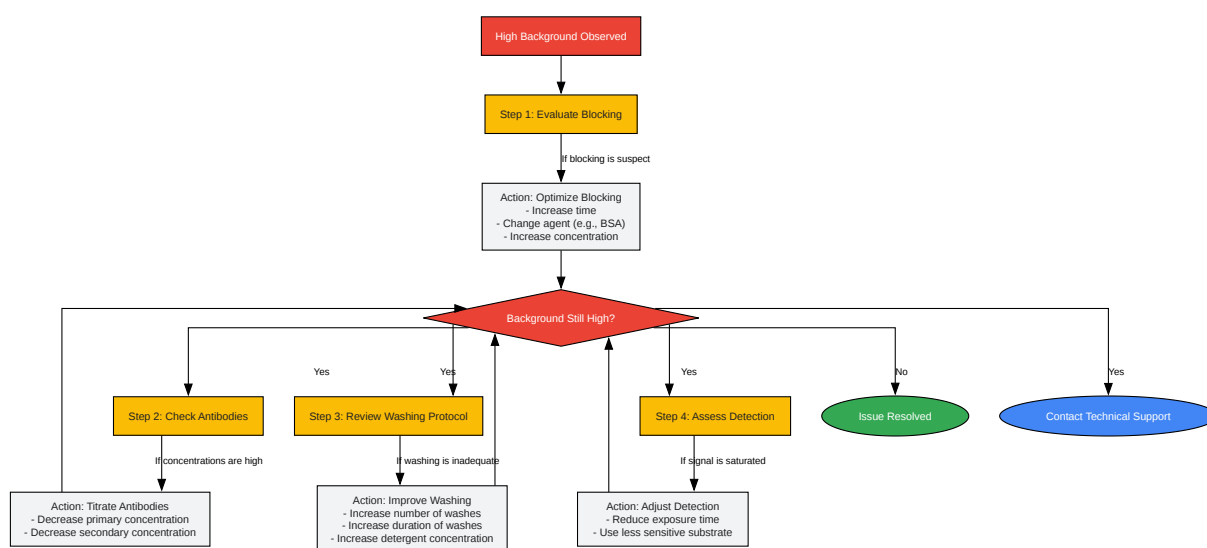 High Background Observed
Step 1: Evaluate Blocking
If blocking is suspect
Action: Optimize Blocking
- Increase time
- Change agent (e.g., BSA)
- Increase concentration
Background Still High?
Yes
Yes
Yes
No
Yes
Step 2: Check Antibodies
Step 3: Review Washing Protocol
Step 4: Assess Detection
Issue Resolved
Contact Technical Support
If concentrations are high
If washing is inadequate
If signal is saturated
Action: Titrate Antibodies
- Decrease primary concentration
- Decrease secondary concentration
Action: Improve Washing
- Increase number of washes
- Increase duration of washes
- Increase detergent concentration
Action: Adjust Detection
- Reduce exposure time
- Use less sensitive substrate